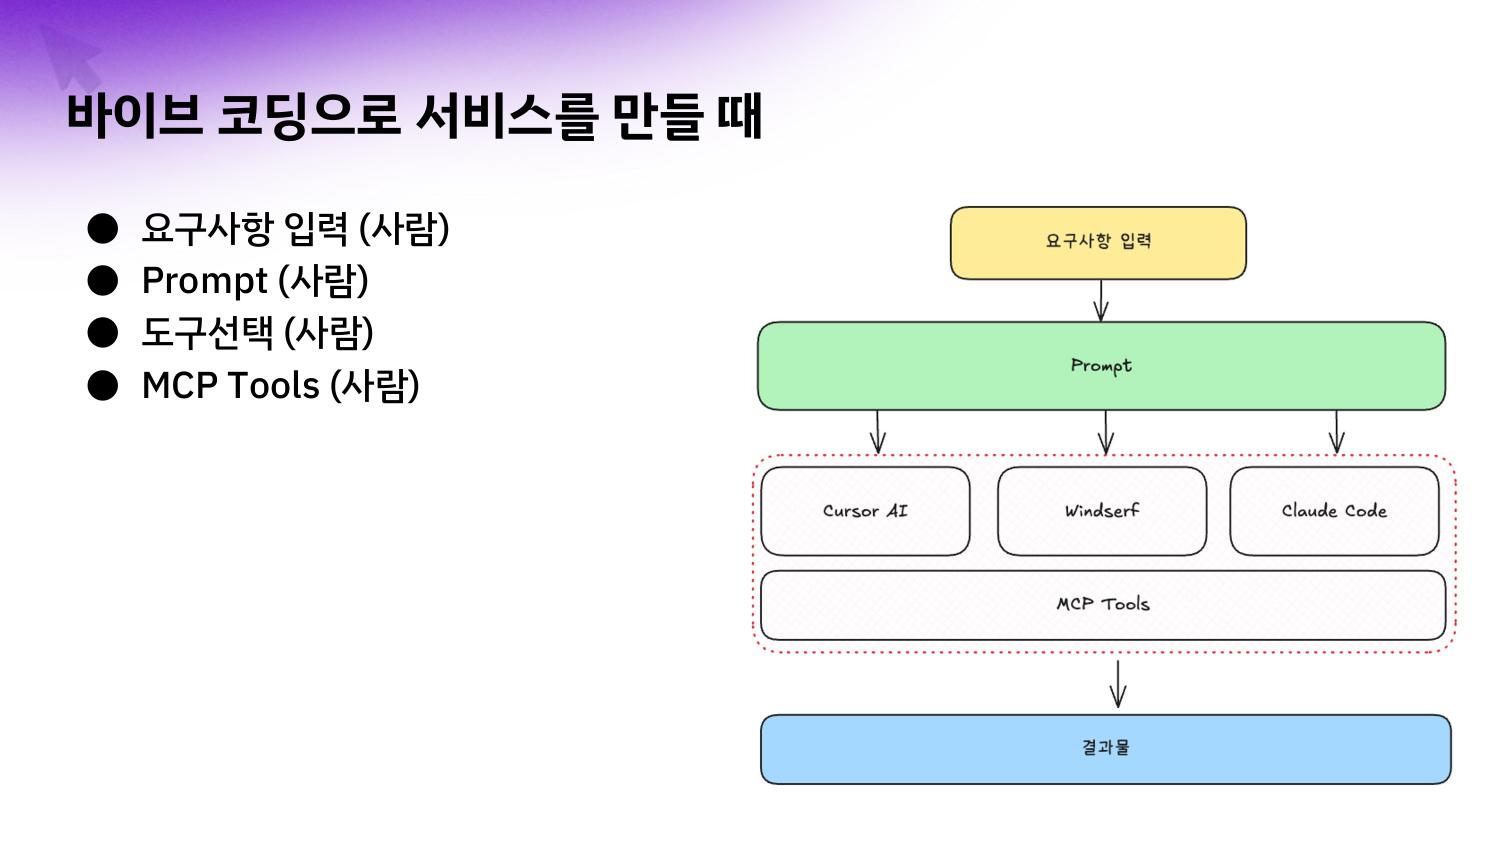 바이브 코딩으로 서비스를 만들 때
● 요구사항 입력 (사람)
● Prompt (사람)
● 도구선택 (사람)
● MCP Tools (사람)
요구사항 입력
Prompt
Cursor AI
Windserf
Claude Code
MCP Tools
결과물